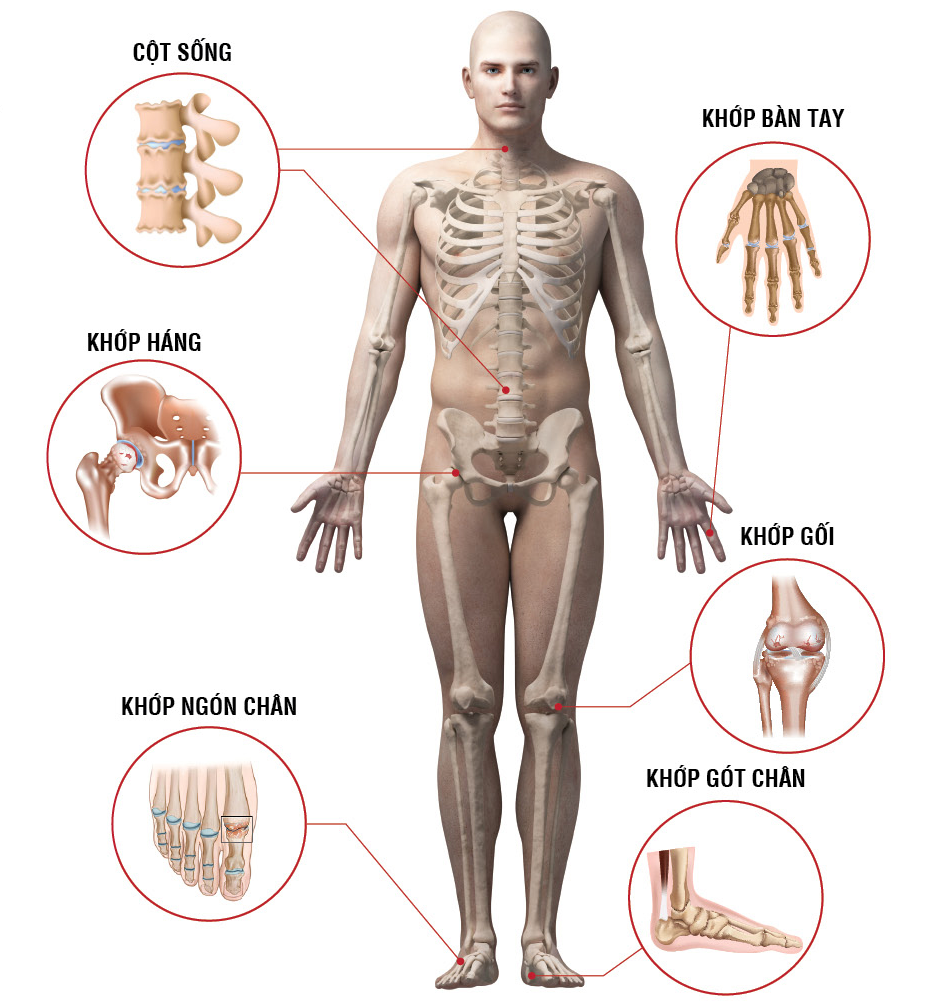 CỘT SỐNG
KHỚP BÀN TAY
KHỚP HÁNG
KHỚP GỐI
KHỚP NGÓN CHÂN
KHỚP GÓT CHÂN